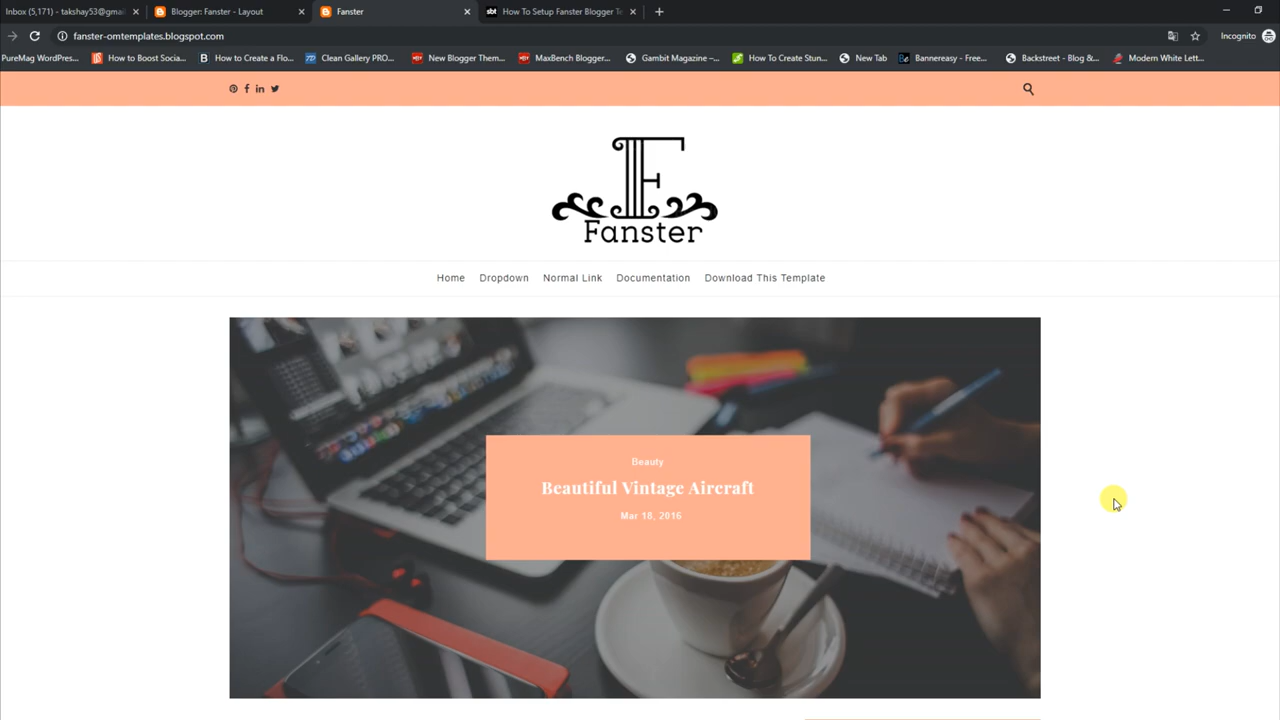 Inbox (5,171) - takshay53@gmail
Blogger: Fanster - Layout
Fanster
sbt
How To Setup Fanster Blogger Te
fanster-omtemplates.blogspot.com
Incognito
PureMag WordPres...
How to Boost Socia...
How to Create a Flo...
Clean Gallery PRO...
New Blogger Them...
MaxBench Blogger...
Gambit Magazine –...
How To Create Stun...
New Tab
Bannereasy - Free...
Backstreet - Blog &...
Modern White Lett...
F
Fanster
Home Dropdown Normal Link Documentation Download This Template
Beauty
Beautiful Vintage Aircraft
Mar 18, 2016